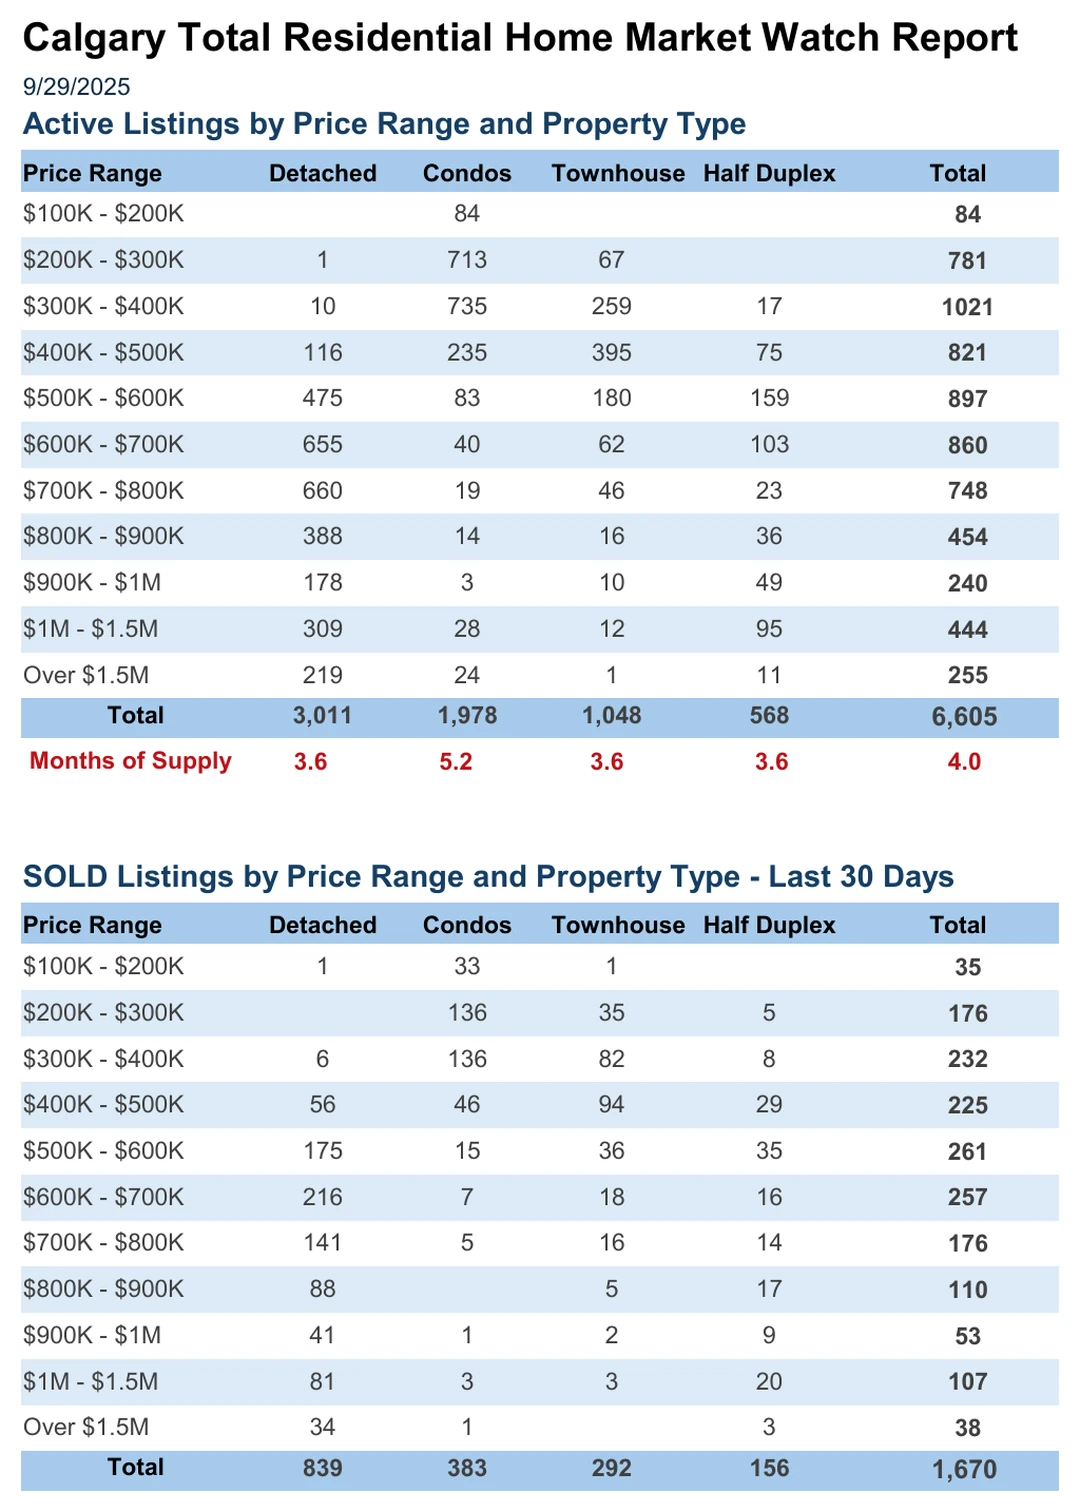 Calgary Total Residential Home Market Watch Report
9/29/2025
Active Listings by Price Range and Property Type
Price Range Detached Condos Townhouse Half Duplex Total
$100K - $200K 84 84
$200K - $300K 1 713 67 781
$300K - $400K 10 735 259 17 1021
$400K - $500K 116 235 395 75 821
$500K - $600K 475 83 180 159 897
$600K - $700K 655 40 62 103 860
$700K - $800K 660 19 46 23 748
$800K - $900K 388 14 16 36 454
$900K - $1M 178 3 10 49 240
$1M - $1.5M 309 28 12 95 444
Over $1.5M 219 24 1 11 255
Total 3,011 1,978 1,048 568 6,605
Months of Supply 3.6 5.2 3.6 3.6 4.0
SOLD Listings by Price Range and Property Type - Last 30 Days
Price Range Detached Condos Townhouse Half Duplex Total
$100K - $200K 1 33 1 35
$200K - $300K 136 35 5 176
$300K - $400K 6 136 82 8 232
$400K - $500K 56 46 94 29 225
$500K - $600K 175 15 36 35 261
$600K - $700K 216 7 18 16 257
$700K - $800K 141 5 16 14 176
$800K - $900K 88 5 17 110
$900K - $1M 41 1 2 9 53
$1M - $1.5M 81 3 3 20 107
Over $1.5M 34 1 3 38
Total 839 383 292 156 1,670